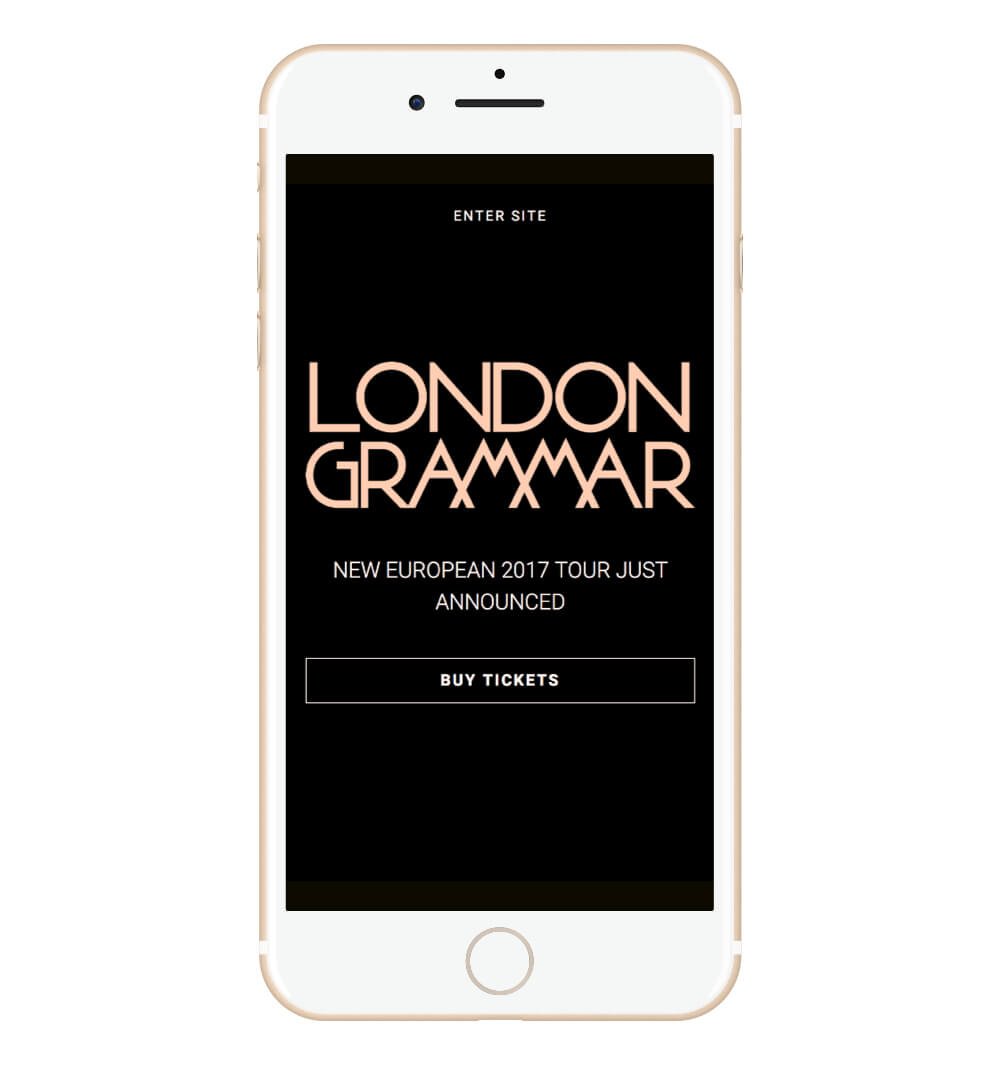 ENTER SITE
LONDON
GRAMMAR
NEW EUROPEAN 2017 TOUR JUST
ANNOUNCED
BUY TICKETS